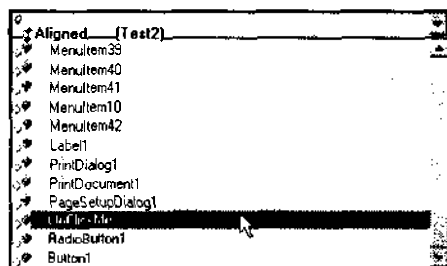 Aligned (Test2)
MenuItem39
MenuItem40
MenuItem41
MenuItem10
MenuItem42
Label1
PrintDialog1
PrintDocument1
PageSetupDialog1
RadioButton1
Button1